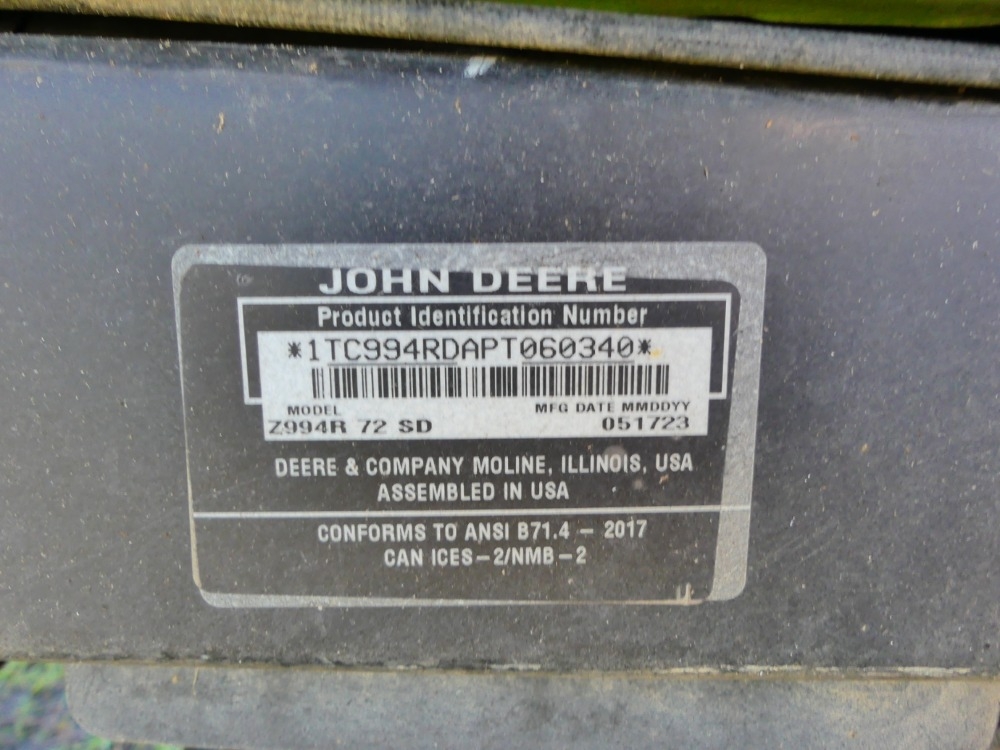 JOHN DEERE
Product Identification Number
*1TC994RDAPT060340*
MODEL MFG DATE MMDDYY
Z994R 72 SD 051723
DEERE & COMPANY MOLINE, ILLINOIS, USA
ASSEMBLED IN USA
CONFORMS TO ANSI B71.4 – 2017
CAN ICES–2/NMB–2